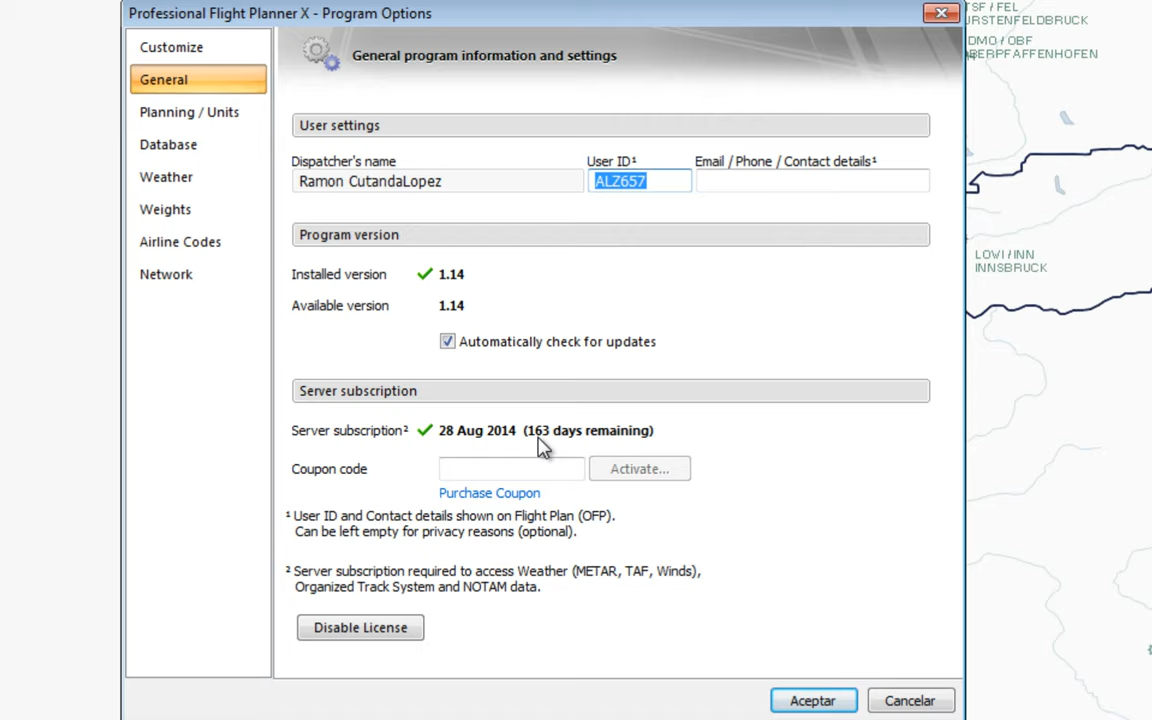 Professional Flight Planner X - Program Options
Customize
General
Planning / Units
Database
Weather
Weights
Airline Codes
Network
General program information and settings
User settings
Dispatcher's name
User ID¹
Email / Phone / Contact details¹
Ramon CutandaLopez
ALZ657
Program version
Installed version
1.14
Available version
1.14
Automatically check for updates
Server subscription
Server subscription²
28 Aug 2014 (163 days remaining)
Coupon code
Activate...
Purchase Coupon
¹ User ID and Contact details shown on Flight Plan (OFP).
Can be left empty for privacy reasons (optional).
² Server subscription required to access Weather (METAR, TAF, Winds),
Organized Track System and NOTAM data.
Disable License
Aceptar
Cancelar
TSF / FEL
URSTENFELDBRUCK
DMO / OBF
BERPFAFFENHOFEN
LOWI / INN
INNSBRUCK